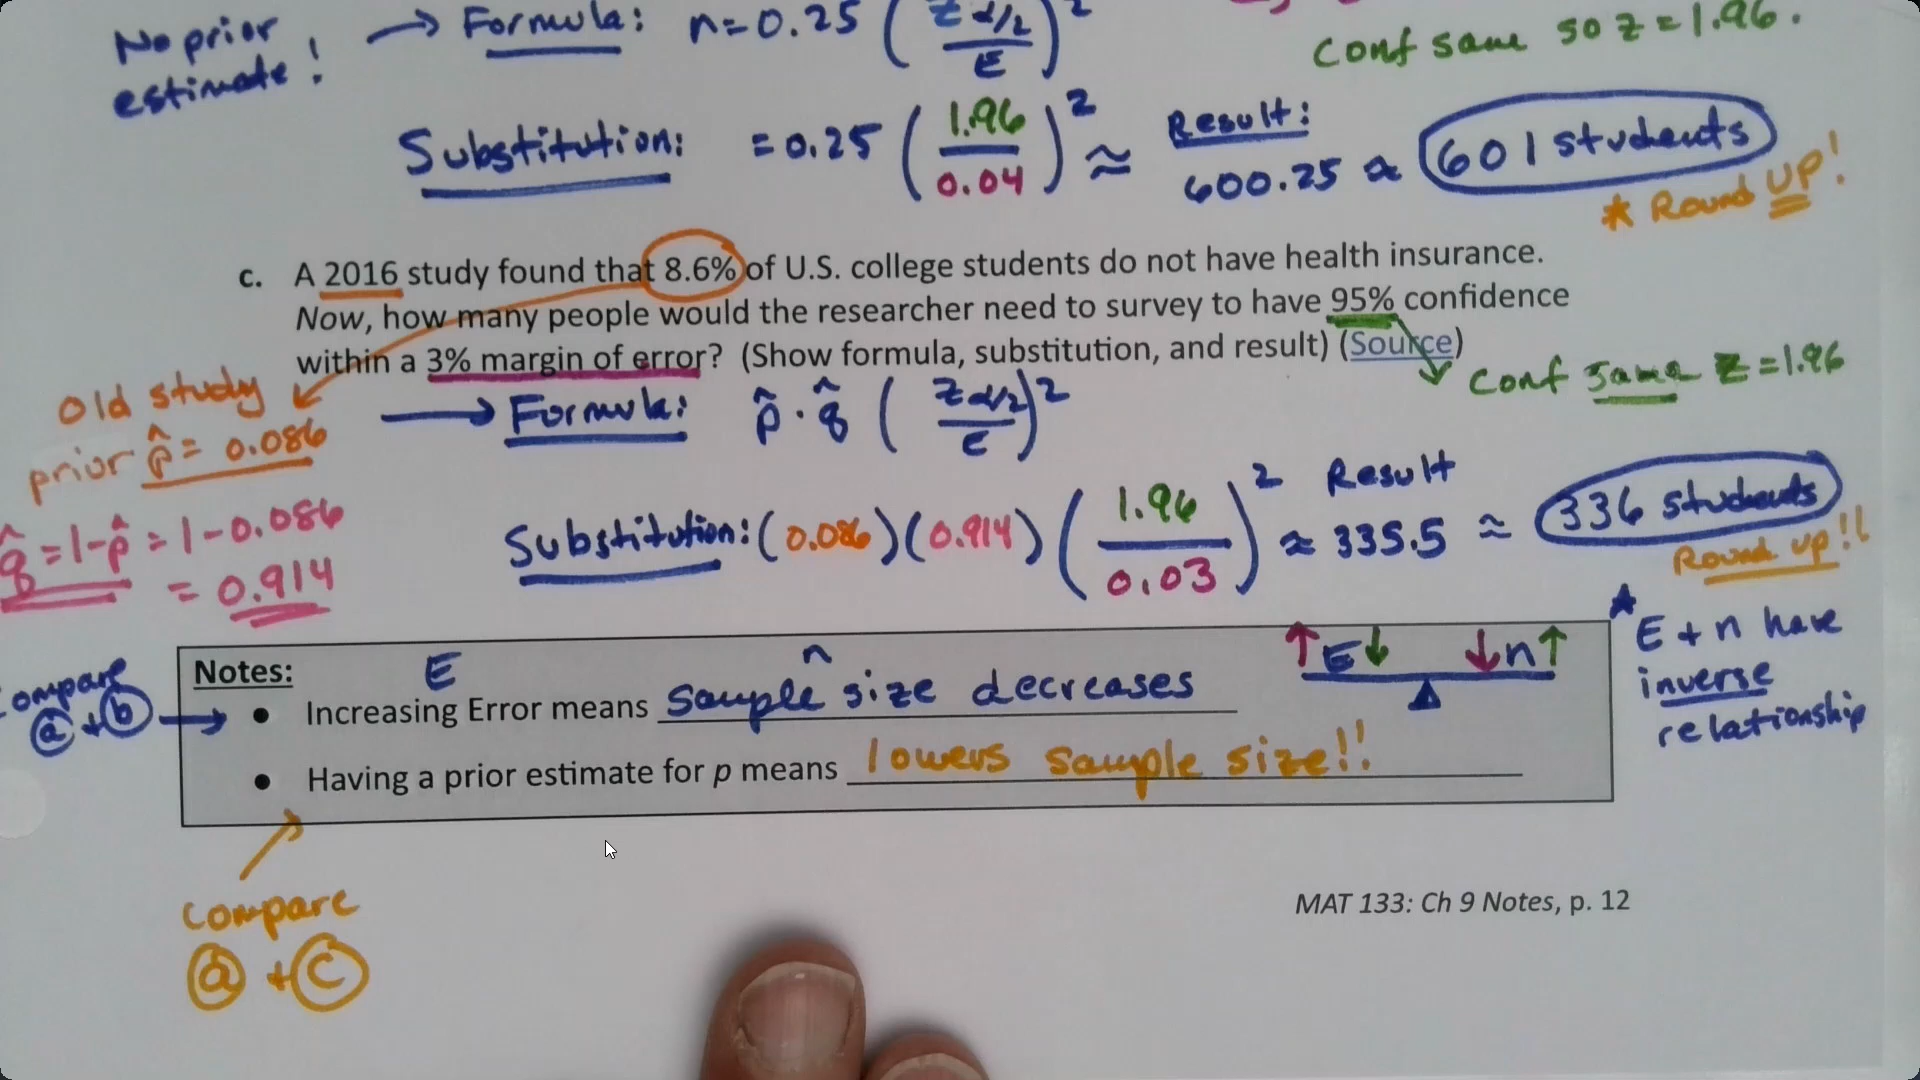 No prior estimate! → Formula: n=0.25 (Zα/2/E)²
Conf same so z = 1.96.
Substitution: = 0.25 (1.96/0.04)² ≈ Result: 600.25 ≈ 601 students
* Round UP!
c. A 2016 study found that 8.6% of U.S. college students do not have health insurance.
Now, how many people would the researcher need to survey to have 95% confidence
within a 3% margin of error? (Show formula, substitution, and result) (Source)
Conf same z = 1.96
Old study
prior p̂ = 0.086
→ Formula: p̂ · q̂ (Zα/2/E)²
q̂ = 1-p̂ = 1-0.086
= 0.914
Substitution: (0.086)(0.914) (1.96/0.03)² Result ≈ 335.5 ≈ 336 students
Round up!!
★ E + n have
inverse
relationship
Compare
a + b →
Notes:
E n
• Increasing Error means sample size decreases
↑E↓ ↓n↑
• Having a prior estimate for p means lowers sample size!!
Compare
a + c
MAT 133: Ch 9 Notes, p. 12